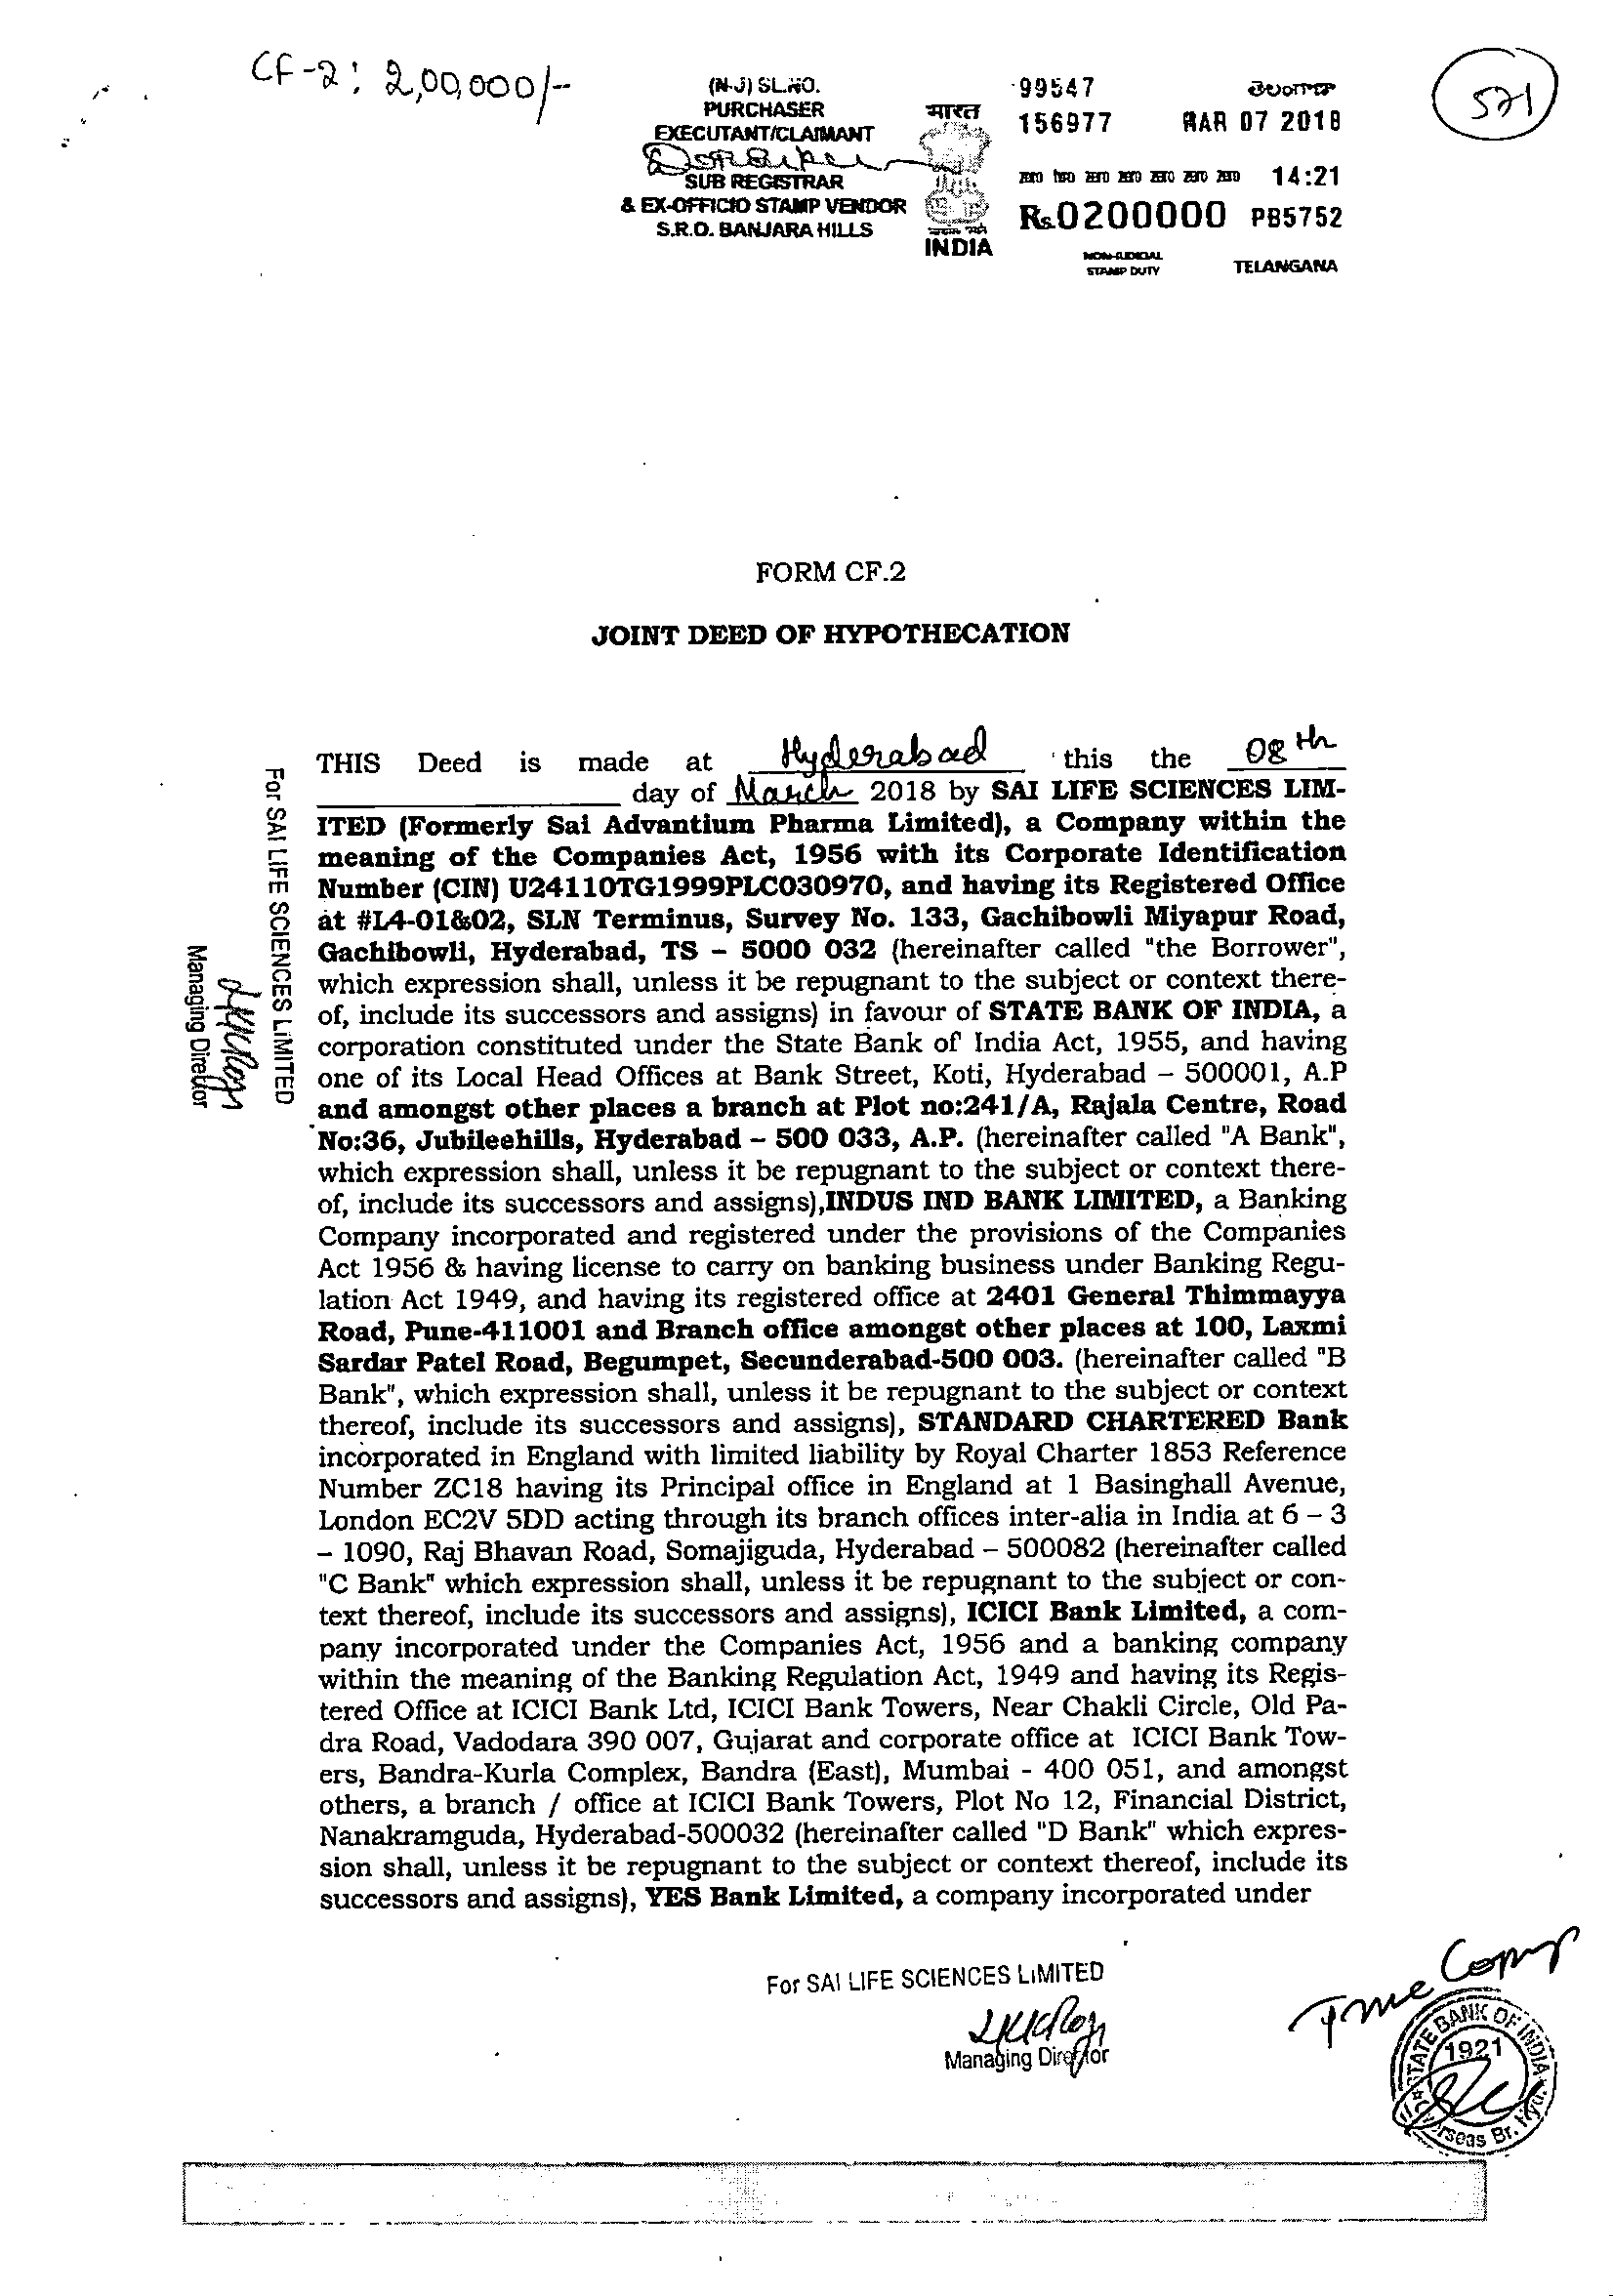 CF-2: 2,00,000/-
(N-J) SL.NO.
PURCHASER
EXECUTANT/CLAIMANT
SUB REGISTRAR
& EX-OFFICIO STAMP VENDOR
S.R.O. BANJARA HILLS
भारत
INDIA
99547
156977
తెలంగాణ
MAR 07 2018
14:21
Rs.0200000 PB5752
NON-JUDICIAL
STAMP DUTY
TELANGANA
571
FORM CF.2
JOINT DEED OF HYPOTHECATION
THIS Deed is made at Hyderabad this the 08th
day of March 2018 by SAI LIFE SCIENCES LIM-
ITED (Formerly Sai Advantium Pharma Limited), a Company within the
meaning of the Companies Act, 1956 with its Corporate Identification
Number (CIN) U24110TG1999PLC030970, and having its Registered Office
at #L4-01&02, SLN Terminus, Survey No. 133, Gachibowli Miyapur Road,
Gachibowli, Hyderabad, TS – 5000 032 (hereinafter called "the Borrower",
which expression shall, unless it be repugnant to the subject or context there-
of, include its successors and assigns) in favour of STATE BANK OF INDIA, a
corporation constituted under the State Bank of India Act, 1955, and having
one of its Local Head Offices at Bank Street, Koti, Hyderabad – 500001, A.P
and amongst other places a branch at Plot no:241/A, Rajala Centre, Road
No:36, Jubileehills, Hyderabad – 500 033, A.P. (hereinafter called "A Bank",
which expression shall, unless it be repugnant to the subject or context there-
of, include its successors and assigns),INDUS IND BANK LIMITED, a Banking
Company incorporated and registered under the provisions of the Companies
Act 1956 & having license to carry on banking business under Banking Regu-
lation Act 1949, and having its registered office at 2401 General Thimmayya
Road, Pune-411001 and Branch office amongst other places at 100, Laxmi
Sardar Patel Road, Begumpet, Secunderabad-500 003. (hereinafter called "B
Bank", which expression shall, unless it be repugnant to the subject or context
thereof, include its successors and assigns), STANDARD CHARTERED Bank
incorporated in England with limited liability by Royal Charter 1853 Reference
Number ZC18 having its Principal office in England at 1 Basinghall Avenue,
London EC2V 5DD acting through its branch offices inter-alia in India at 6 – 3
– 1090, Raj Bhavan Road, Somajiguda, Hyderabad – 500082 (hereinafter called
"C Bank" which expression shall, unless it be repugnant to the subject or con-
text thereof, include its successors and assigns), ICICI Bank Limited, a com-
pany incorporated under the Companies Act, 1956 and a banking company
within the meaning of the Banking Regulation Act, 1949 and having its Regis-
tered Office at ICICI Bank Ltd, ICICI Bank Towers, Near Chakli Circle, Old Pa-
dra Road, Vadodara 390 007, Gujarat and corporate office at ICICI Bank Tow-
ers, Bandra-Kurla Complex, Bandra (East), Mumbai - 400 051, and amongst
others, a branch / office at ICICI Bank Towers, Plot No 12, Financial District,
Nanakramguda, Hyderabad-500032 (hereinafter called "D Bank" which expres-
sion shall, unless it be repugnant to the subject or context thereof, include its
successors and assigns), YES Bank Limited, a company incorporated under
For SAI LIFE SCIENCES LIMITED
Managing Director
For SAI LIFE SCIENCES LIMITED
Managing Director
True Copy
STATE BANK OF INDIA
1921
Overseas Br. Hyd.